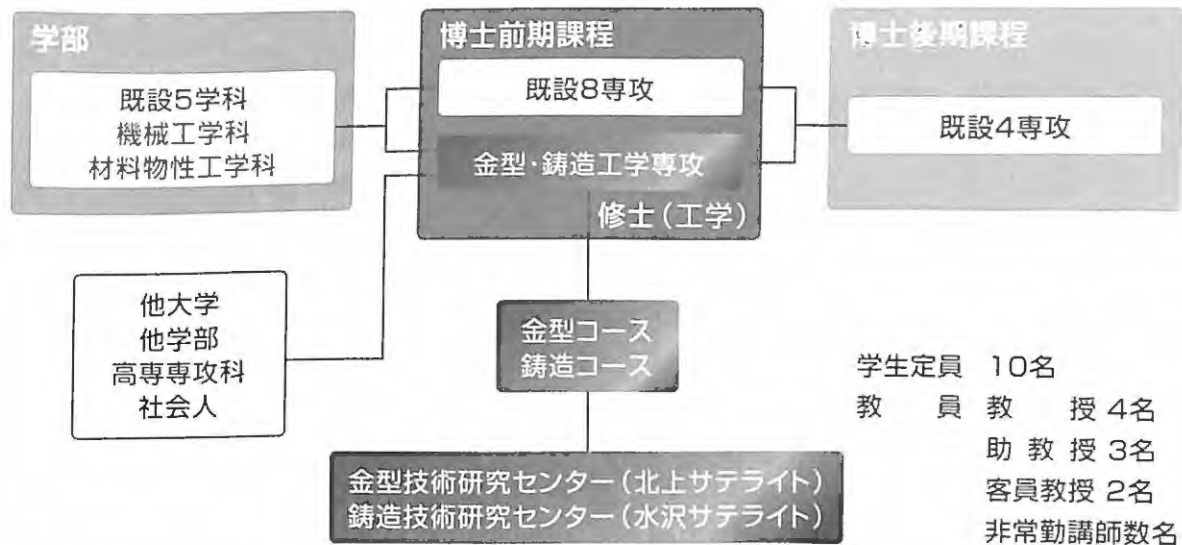 学部
既設5学科
機械工学科
材料物性工学科
博士前期課程
既設8専攻
金型・鋳造工学専攻
修士(工学)
博士後期課程
既設4専攻
他大学
他学部
高専専攻科
社会人
金型コース
鋳造コース
金型技術研究センター(北上サテライト)
鋳造技術研究センター(水沢サテライト)
学生定員 10名
教員 教授 4名
助教授 3名
客員教授 2名
非常勤講師数名